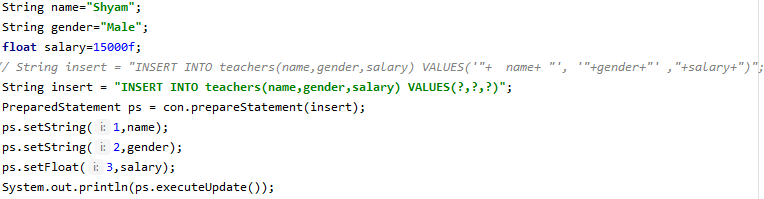 String name="Shyam";
String gender="Male";
float salary=15000f;
// String insert = "INSERT INTO teachers(name,gender,salary) VALUES('"+  name+ "', '"+gender+"' ,"+salary+")";
String insert = "INSERT INTO teachers(name,gender,salary) VALUES(?,?,?)";
PreparedStatement ps = con.prepareStatement(insert);
ps.setString( i: 1,name);
ps.setString( i: 2,gender);
ps.setFloat( i: 3,salary);
System.out.println(ps.executeUpdate());